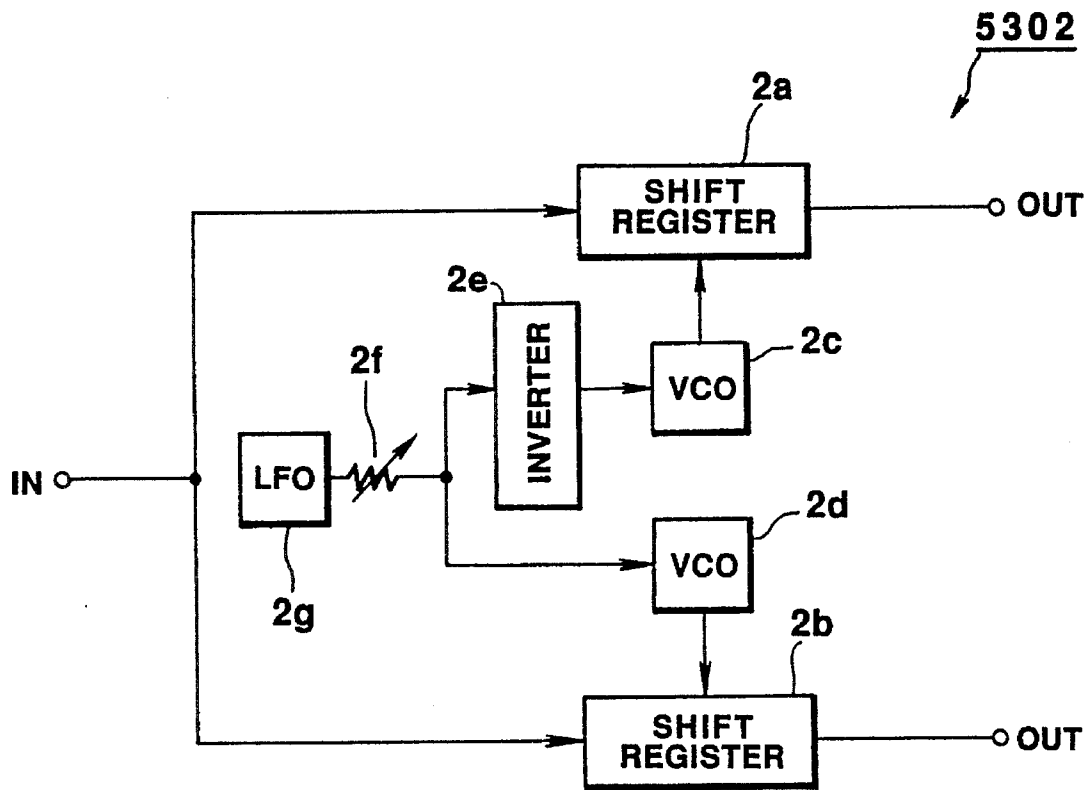 5302
2a
SHIFT
REGISTER
OUT
2e
INVERTER
2c
VCO
2f
IN
LFO
2g
2d
VCO
2b
SHIFT
REGISTER
OUT